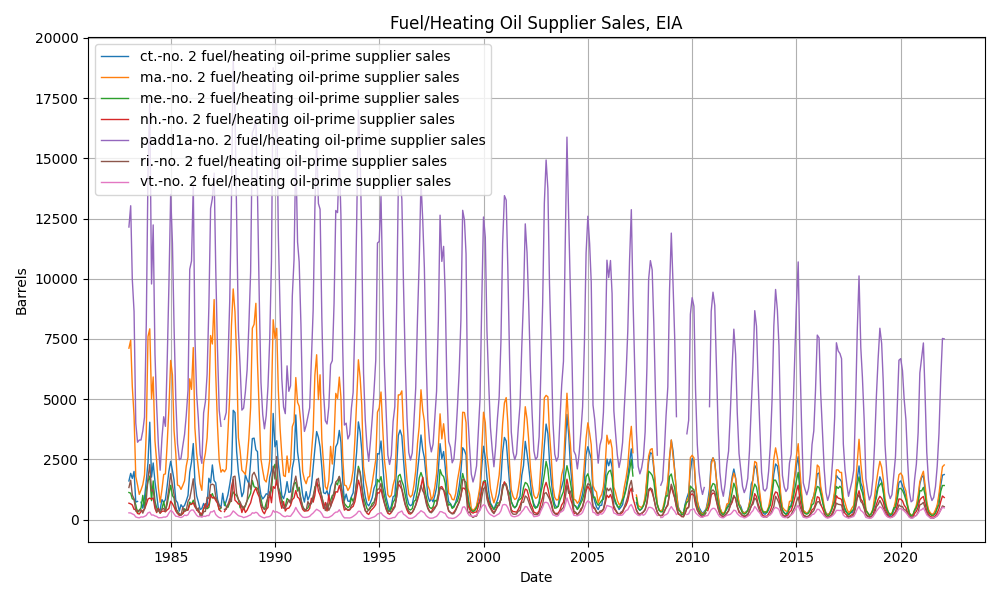 Fuel/Heating Oil Supplier Sales, EIA
20000
17500
15000
12500
10000
7500
5000
2500
0
Barrels
ct.-no. 2 fuel/heating oil-prime supplier sales
ma.-no. 2 fuel/heating oil-prime supplier sales
me.-no. 2 fuel/heating oil-prime supplier sales
nh.-no. 2 fuel/heating oil-prime supplier sales
padd1a-no. 2 fuel/heating oil-prime supplier sales
ri.-no. 2 fuel/heating oil-prime supplier sales
vt.-no. 2 fuel/heating oil-prime supplier sales
1985 1990 1995 2000 2005 2010 2015 2020
Date